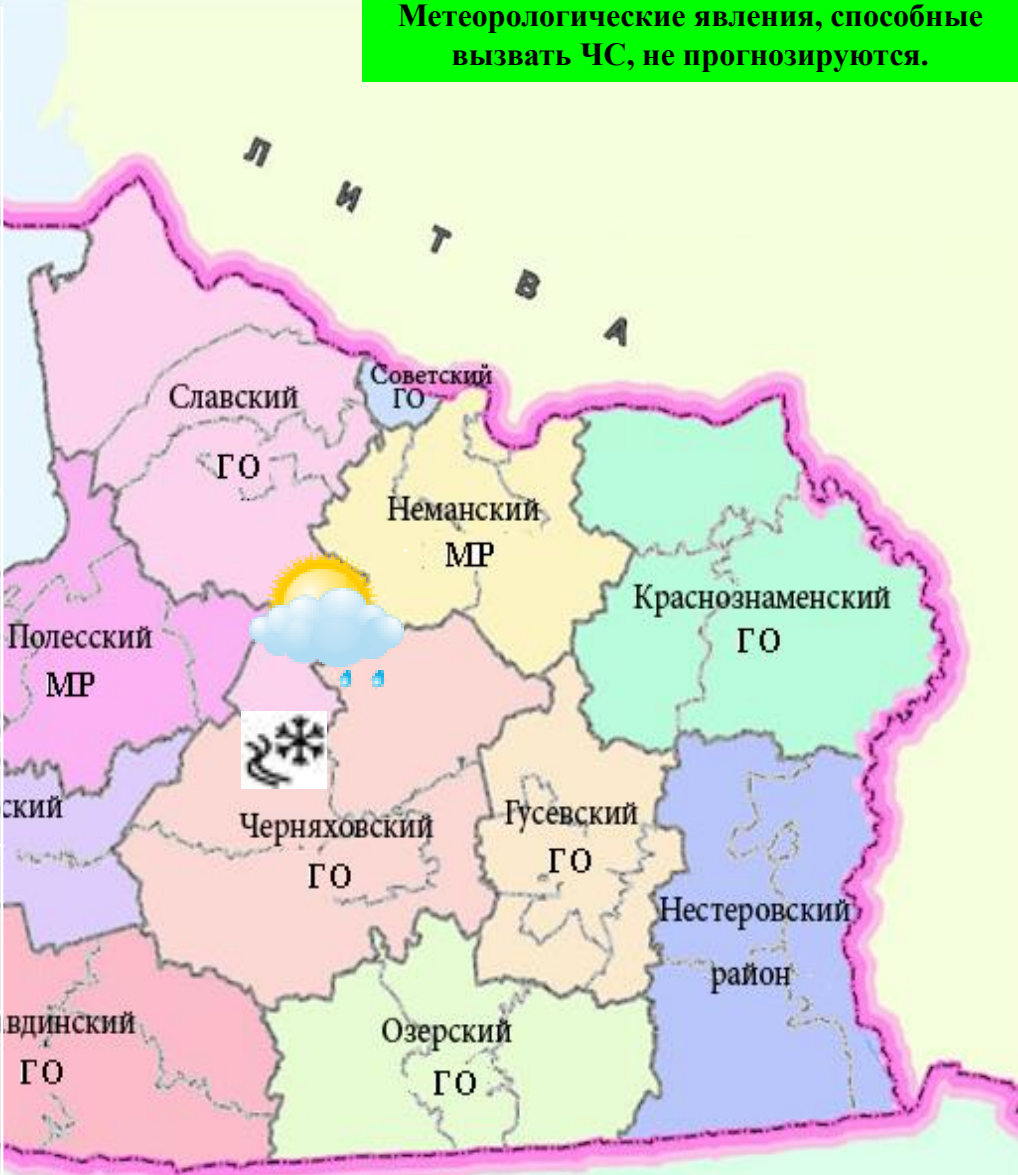 Метеорологические явления, способные
вызвать ЧС, не прогнозируются.
Л И Т В А
Советский
ГО
Славский
ГО
Неманский
МР
Краснознаменский
ГО
Полесский
МР
ский
Черняховский
ГО
Гусевский
ГО
Нестеровский
район
вдинский
ГО
Озерский
ГО